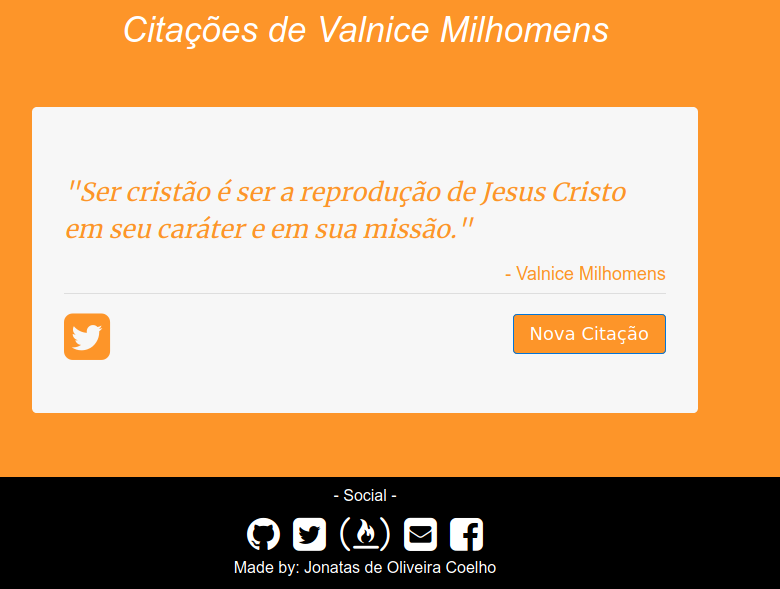 Citações de Valnice Milhomens
"Ser cristão é ser a reprodução de Jesus Cristo
em seu caráter e em sua missão."
- Valnice Milhomens
Nova Citação
- Social -
Made by: Jonatas de Oliveira Coelho